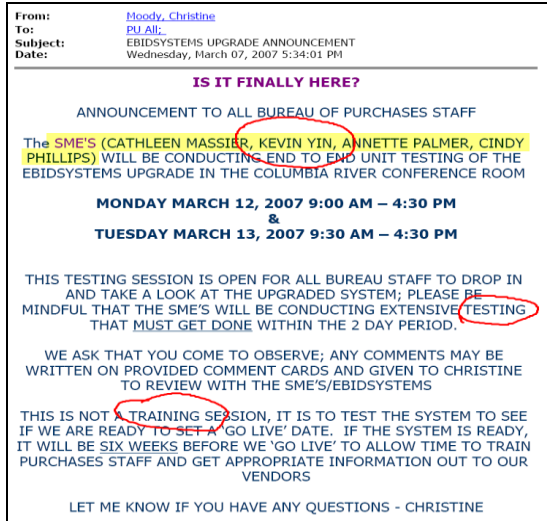 From: Moody, Christine
To: PU All;
Subject: EBIDSYSTEMS UPGRADE ANNOUNCEMENT
Date: Wednesday, March 07, 2007 5:34:01 PM
IS IT FINALLY HERE?
ANNOUNCEMENT TO ALL BUREAU OF PURCHASES STAFF
The SME'S (CATHLEEN MASSIER, KEVIN YIN, ANNETTE PALMER, CINDY
PHILLIPS) WILL BE CONDUCTING END TO END UNIT TESTING OF THE
EBIDSYSTEMS UPGRADE IN THE COLUMBIA RIVER CONFERENCE ROOM
MONDAY MARCH 12, 2007 9:00 AM – 4:30 PM
&
TUESDAY MARCH 13, 2007 9:30 AM – 4:30 PM
THIS TESTING SESSION IS OPEN FOR ALL BUREAU STAFF TO DROP IN
AND TAKE A LOOK AT THE UPGRADED SYSTEM; PLEASE BE
MINDFUL THAT THE SME'S WILL BE CONDUCTING EXTENSIVE TESTING
THAT MUST GET DONE WITHIN THE 2 DAY PERIOD.
WE ASK THAT YOU COME TO OBSERVE; ANY COMMENTS MAY BE
WRITTEN ON PROVIDED COMMENT CARDS AND GIVEN TO CHRISTINE
TO REVIEW WITH THE SME'S/EBIDSYSTEMS
THIS IS NOT A TRAINING SESSION, IT IS TO TEST THE SYSTEM TO SEE
IF WE ARE READY TO SET A 'GO LIVE' DATE. IF THE SYSTEM IS READY,
IT WILL BE SIX WEEKS BEFORE WE 'GO LIVE' TO ALLOW TIME TO TRAIN
PURCHASES STAFF AND GET APPROPRIATE INFORMATION OUT TO OUR
VENDORS
LET ME KNOW IF YOU HAVE ANY QUESTIONS - CHRISTINE